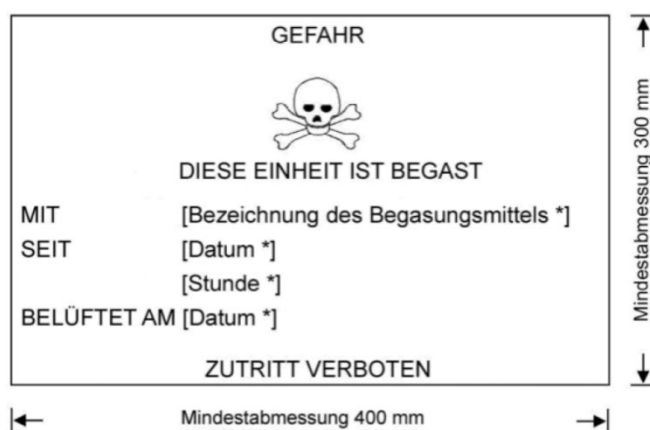 GEFAHR
DIESE EINHEIT IST BEGAST
MIT [Bezeichnung des Begasungsmittels *]
SEIT [Datum *]
[Stunde *]
BELÜFTET AM [Datum *]
ZUTRITT VERBOTEN
Mindestabmessung 400 mm
Mindestabmessung 300 mm